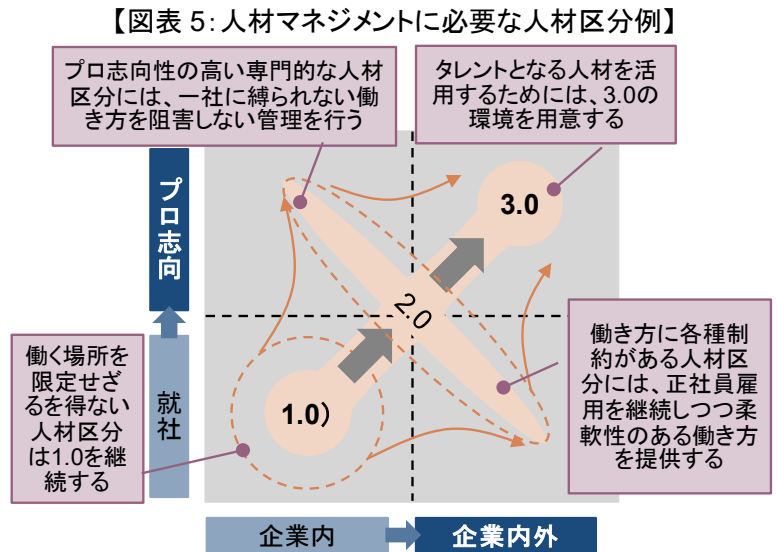 【図表 5：人材マネジメントに必要な人材区分例】
プロ志向性の高い専門的な人材
区分には、一社に縛られない働
き方を阻害しない管理を行う
タレントとなる人材を活
用するためには、3.0の
環境を用意する
プロ志向
3.0
2.0
働く場所を
限定せざ
るを得ない
人材区分
は1.0を継
続する
就社
1.0）
働き方に各種制
約がある人材区
分には、正社員雇
用を継続しつつ柔
軟性のある働き方
を提供する
企業内
企業内外